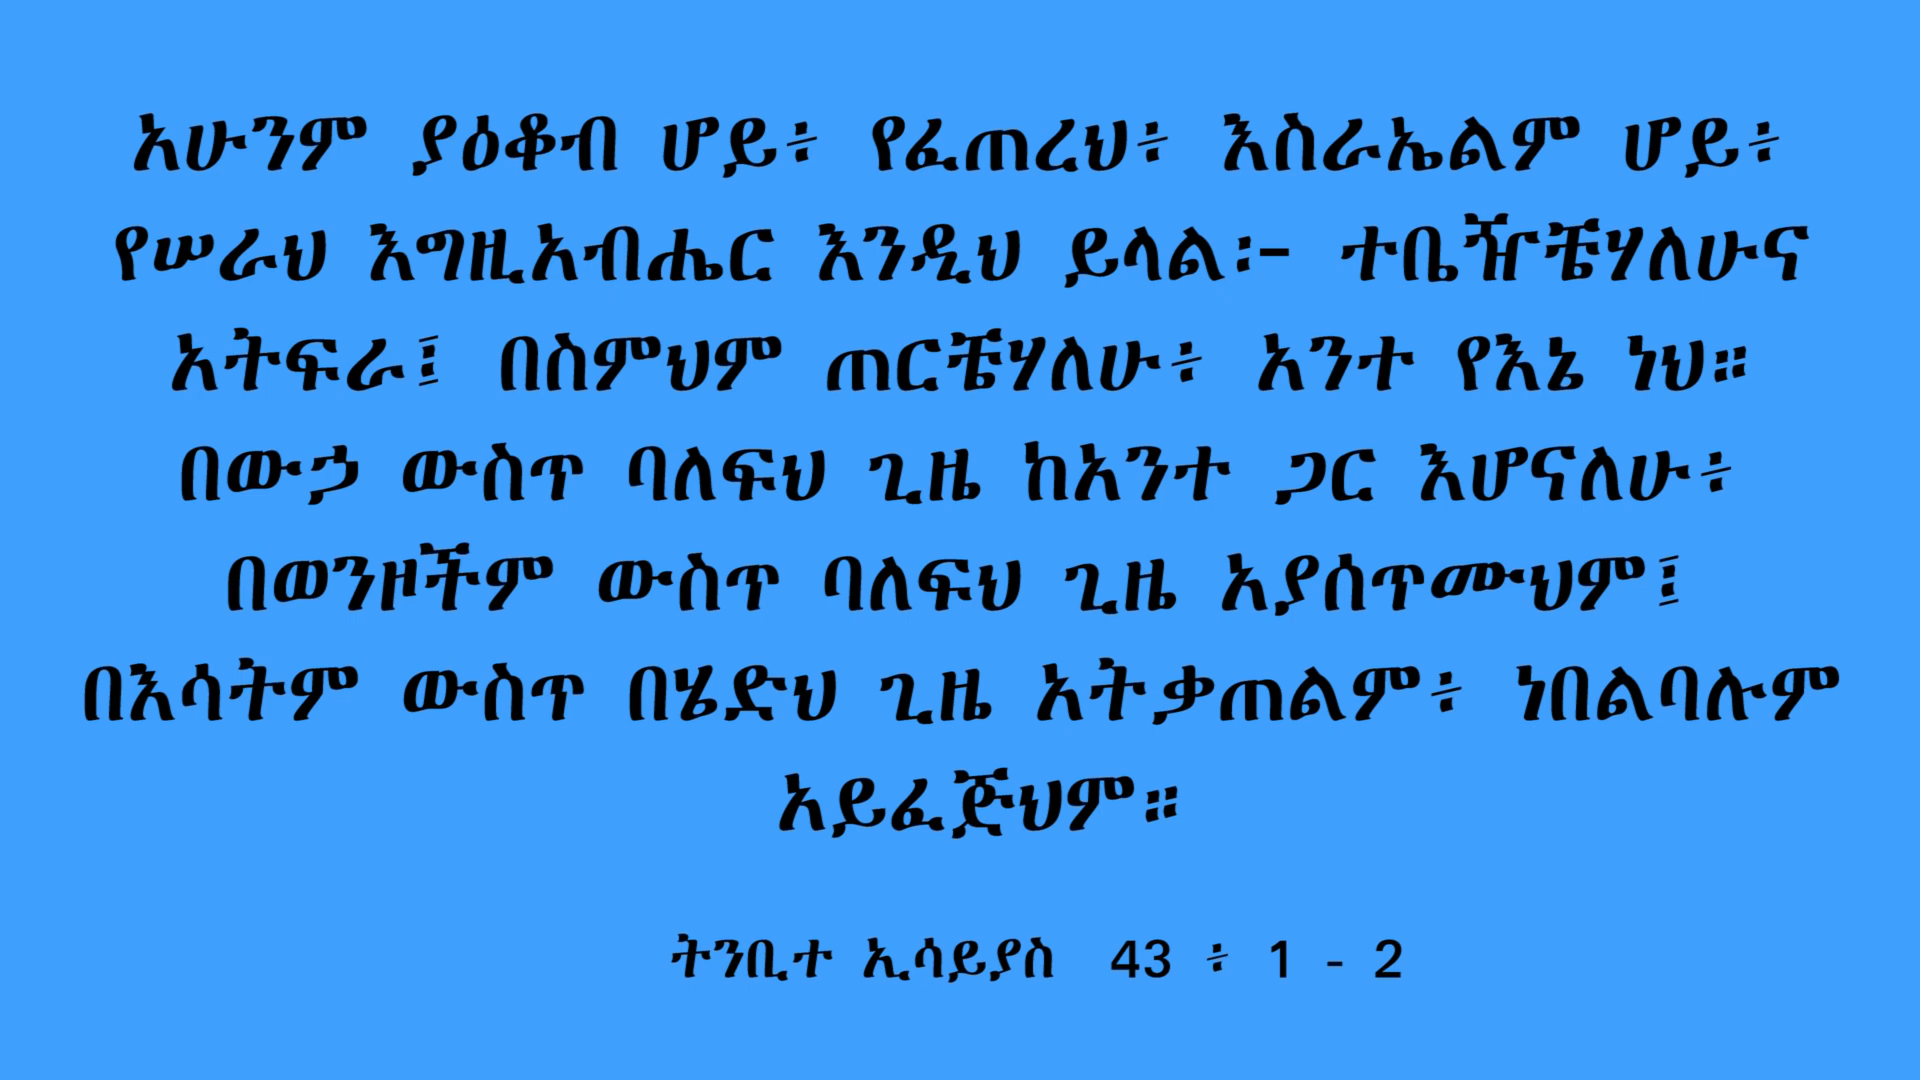 አሁንም ያዕቆብ ሆይ፥ የፈጠረህ፥ እስራኤልም ሆይ፥
የሠራህ እግዚአብሔር እንዲህ ይላል፡- ተቤዥቼሃለሁና
አትፍራ፤ በስምህም ጠርቼሃለሁ፥ አንተ የእኔ ነህ።
በውኃ ውስጥ ባለፍህ ጊዜ ከአንተ ጋር እሆናለሁ፥
በወንዞችም ውስጥ ባለፍህ ጊዜ አያሰጥሙህም፤
በእሳትም ውስጥ በሄድህ ጊዜ አትቃጠልም፥ ነበልባሉም
አይፈጅህም።
ትንቢተ ኢሳይያስ 43 ፥ 1 - 2